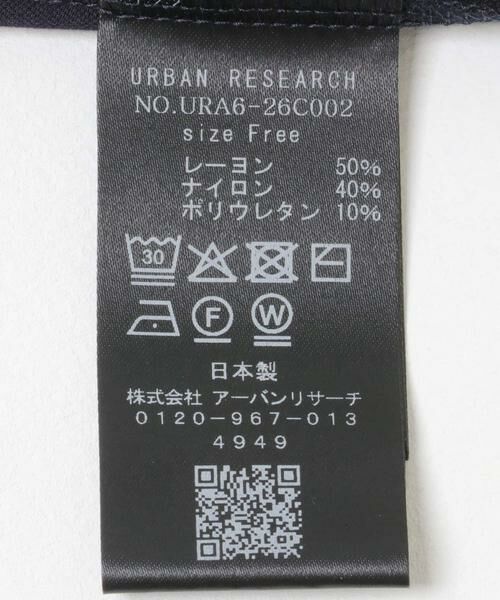 URBAN RESEARCH
NO.URA6-26C002
size Free
レーヨン 50%
ナイロン 40%
ポリウレタン 10%
30
F W
日本製
株式会社 アーバンリサーチ
0120-967-013
4949